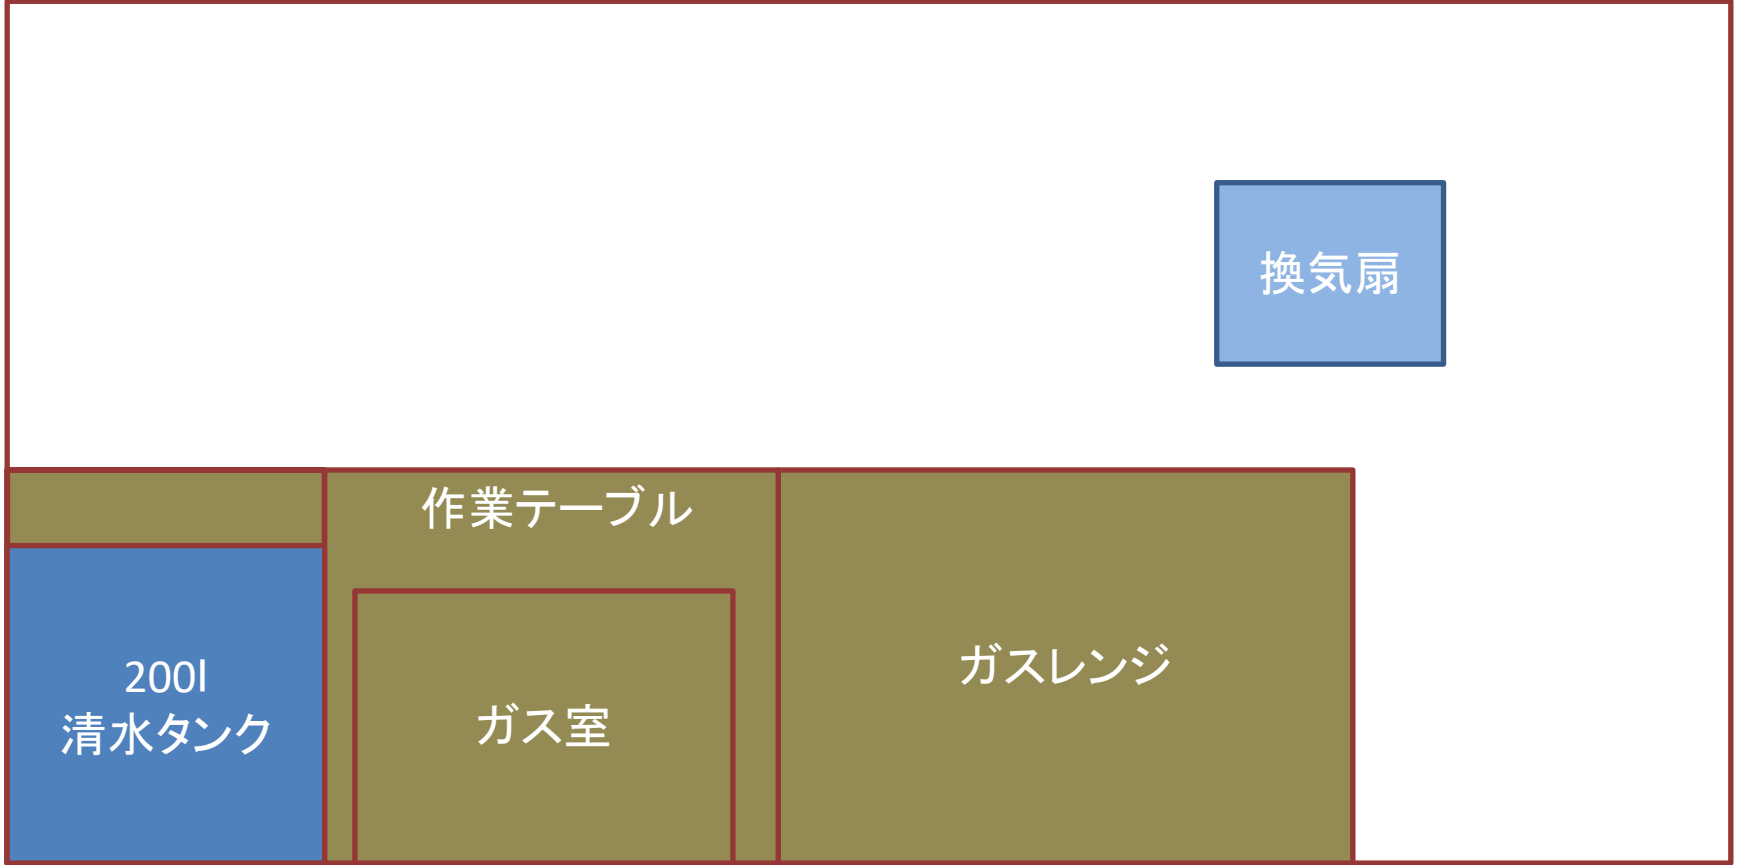 換気扇
作業テーブル
ガスレンジ
200l
清水タンク
ガス室